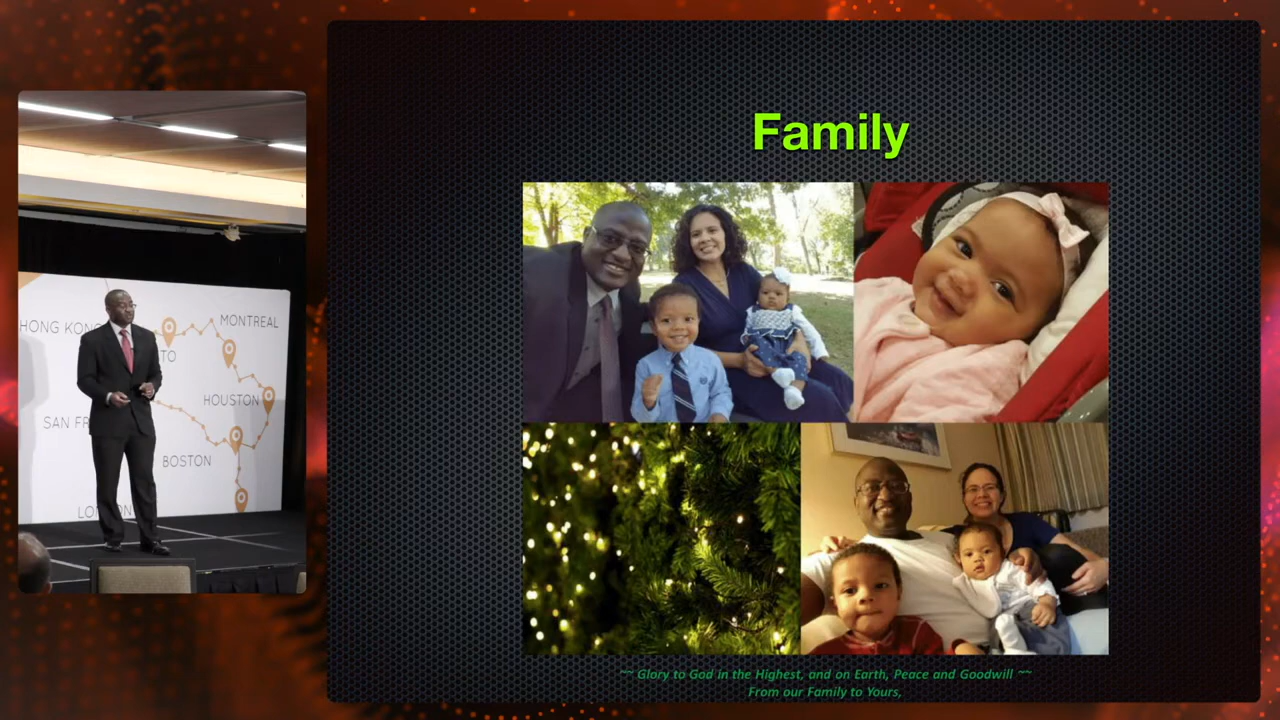 Family
HONG KONG
MONTREAL
TO
HOUSTON
SAN FR
BOSTON
LONDON
~~ Glory to God in the Highest, and on Earth, Peace and Goodwill ~~
From our Family to Yours,